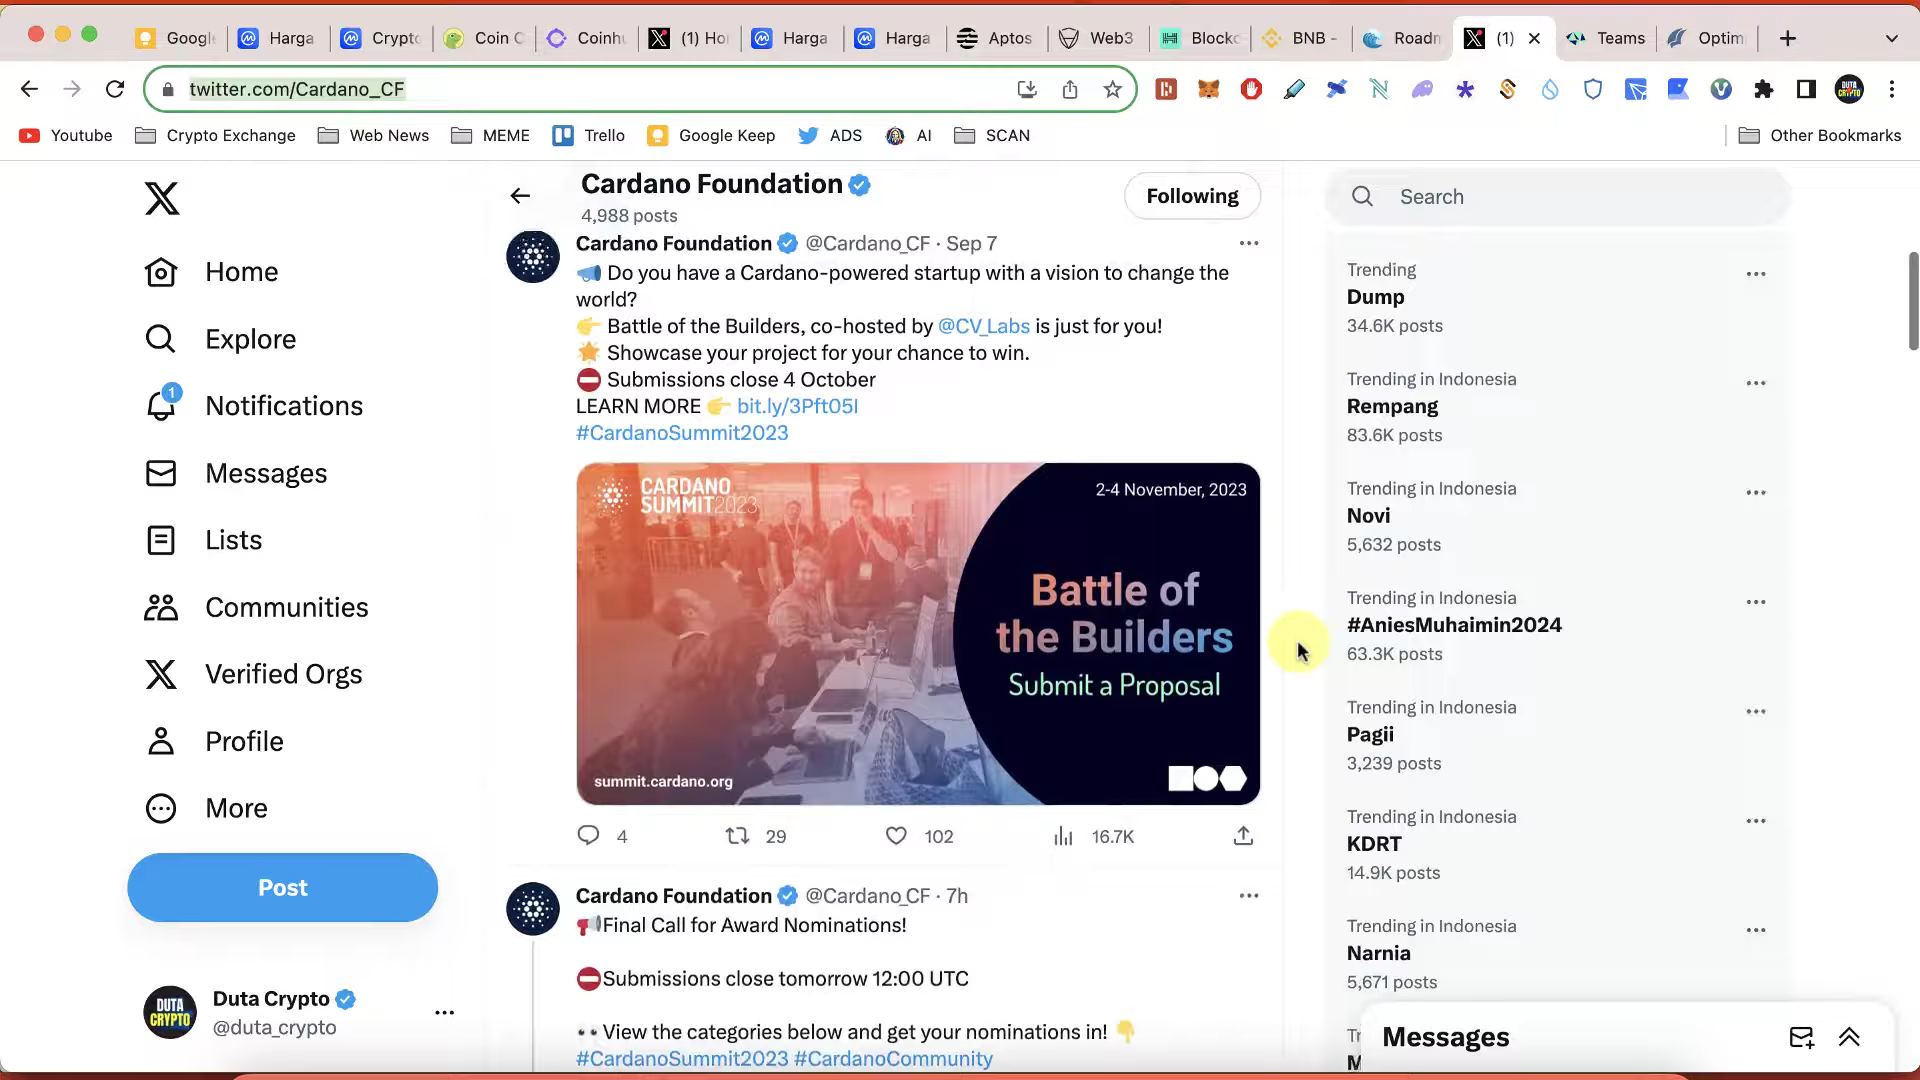 Google
Harga
Crypto
Coin C
Coinhu
(1) Ho
Harga
Harga
Aptos
Web3
Blockc
BNB -
Roadm
(1)
Teams
Optim
twitter.com/Cardano_CF
Youtube
Crypto Exchange
Web News
MEME
Trello
Google Keep
ADS
AI
SCAN
Other Bookmarks
Home
Explore
1
Notifications
Messages
Lists
Communities
Verified Orgs
Profile
More
Post
DUTA
CRYPTO
Duta Crypto
@duta_crypto
Cardano Foundation
4,988 posts
Following
Cardano Foundation @Cardano_CF · Sep 7
Do you have a Cardano-powered startup with a vision to change the
world?
Battle of the Builders, co-hosted by @CV_Labs is just for you!
Showcase your project for your chance to win.
Submissions close 4 October
LEARN MORE bit.ly/3Pft05I
#CardanoSummit2023
CARDANO
SUMMIT2023
2-4 November, 2023
Battle of
the Builders
Submit a Proposal
summit.cardano.org
4
29
102
16.7K
Cardano Foundation @Cardano_CF · 7h
Final Call for Award Nominations!
Submissions close tomorrow 12:00 UTC
View the categories below and get your nominations in!
#CardanoSummit2023 #CardanoCommunity
Search
Trending
Dump
34.6K posts
Trending in Indonesia
Rempang
83.6K posts
Trending in Indonesia
Novi
5,632 posts
Trending in Indonesia
#AniesMuhaimin2024
63.3K posts
Trending in Indonesia
Pagii
3,239 posts
Trending in Indonesia
KDRT
14.9K posts
Trending in Indonesia
Narnia
5,671 posts
Messages